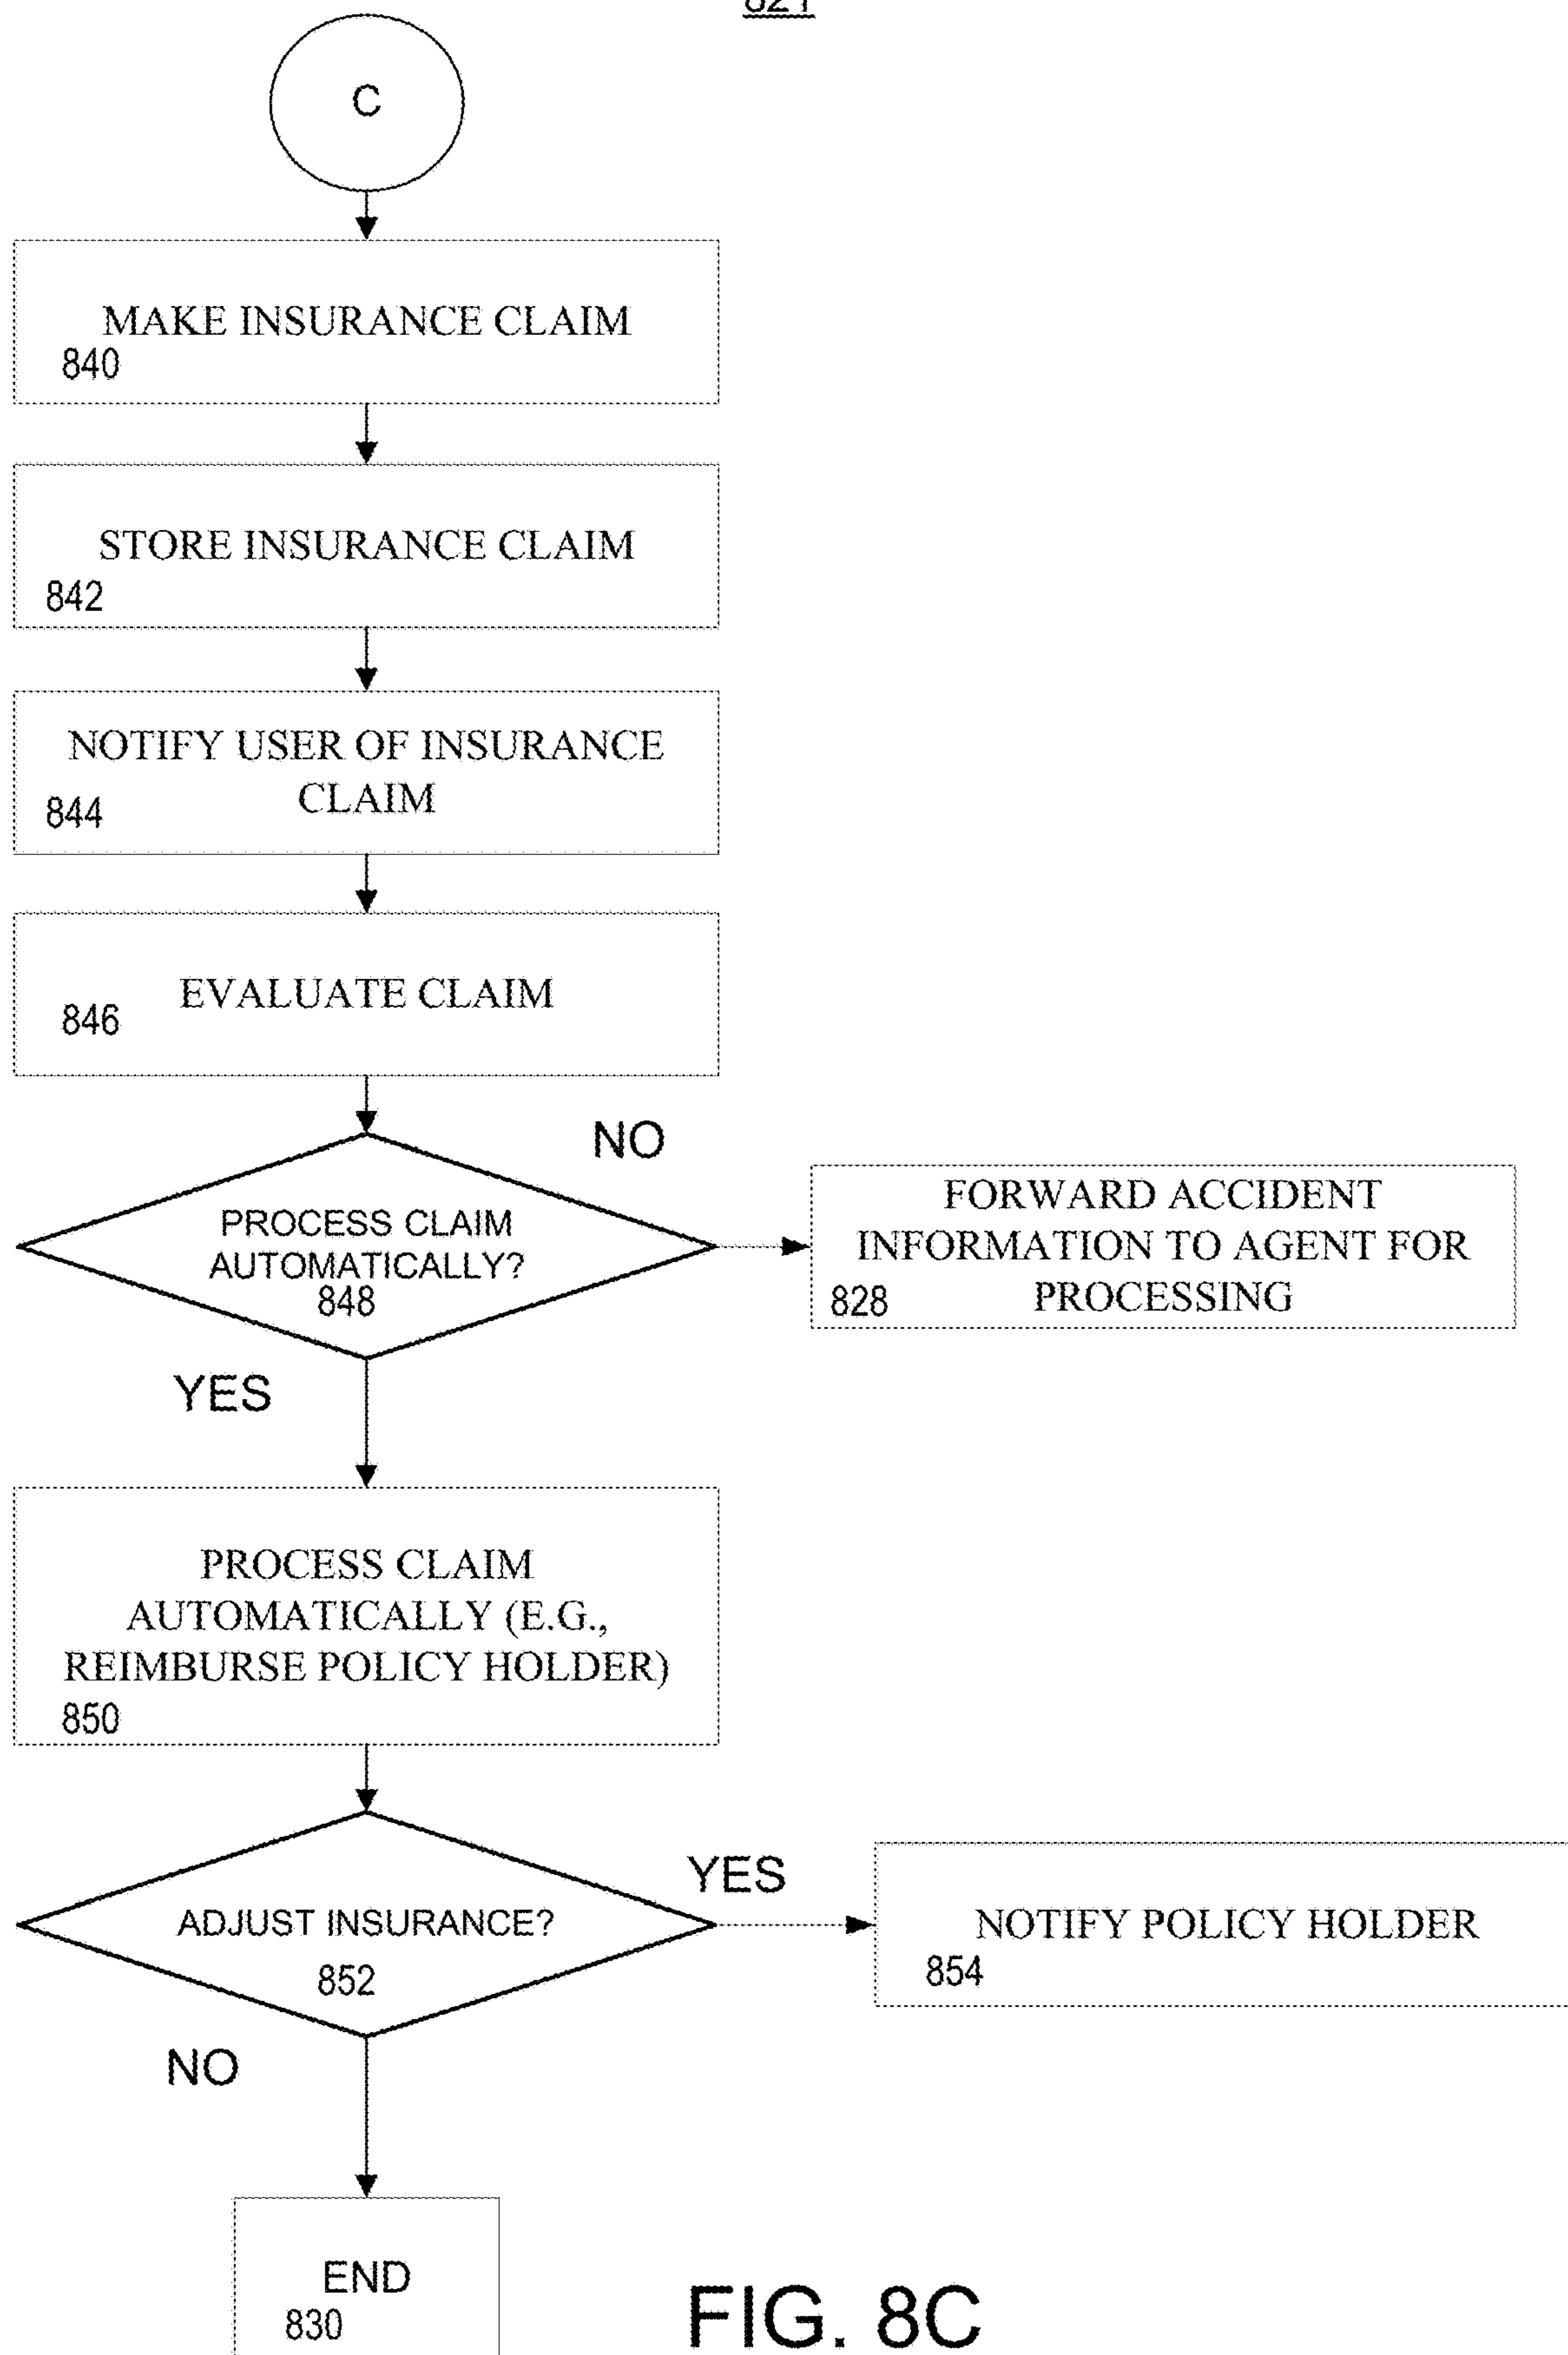 C
MAKE INSURANCE CLAIM
840
STORE INSURANCE CLAIM
842
NOTIFY USER OF INSURANCE
CLAIM
844
EVALUATE CLAIM
846
NO
PROCESS CLAIM
AUTOMATICALLY?
848
FORWARD ACCIDENT
INFORMATION TO AGENT FOR
PROCESSING
828
YES
PROCESS CLAIM
AUTOMATICALLY (E.G.,
REIMBURSE POLICY HOLDER)
850
YES
ADJUST INSURANCE?
852
NOTIFY POLICY HOLDER
854
NO
END
830
FIG. 8C